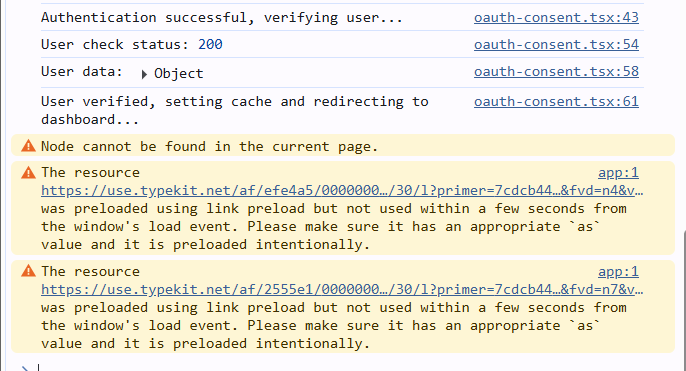 Authentication successful, verifying user... oauth-consent.tsx:43
User check status: 200 oauth-consent.tsx:54
User data: ▶ Object oauth-consent.tsx:58
User verified, setting cache and redirecting to oauth-consent.tsx:61
dashboard...
Node cannot be found in the current page.
The resource app:1
https://use.typekit.net/af/efe4a5/0000000…/30/l?primer=7cdcb44…&fvd=n4&v…
was preloaded using link preload but not used within a few seconds from
the window's load event. Please make sure it has an appropriate `as`
value and it is preloaded intentionally.
The resource app:1
https://use.typekit.net/af/2555e1/0000000…/30/l?primer=7cdcb44…&fvd=n7&v…
was preloaded using link preload but not used within a few seconds from
the window's load event. Please make sure it has an appropriate `as`
value and it is preloaded intentionally.